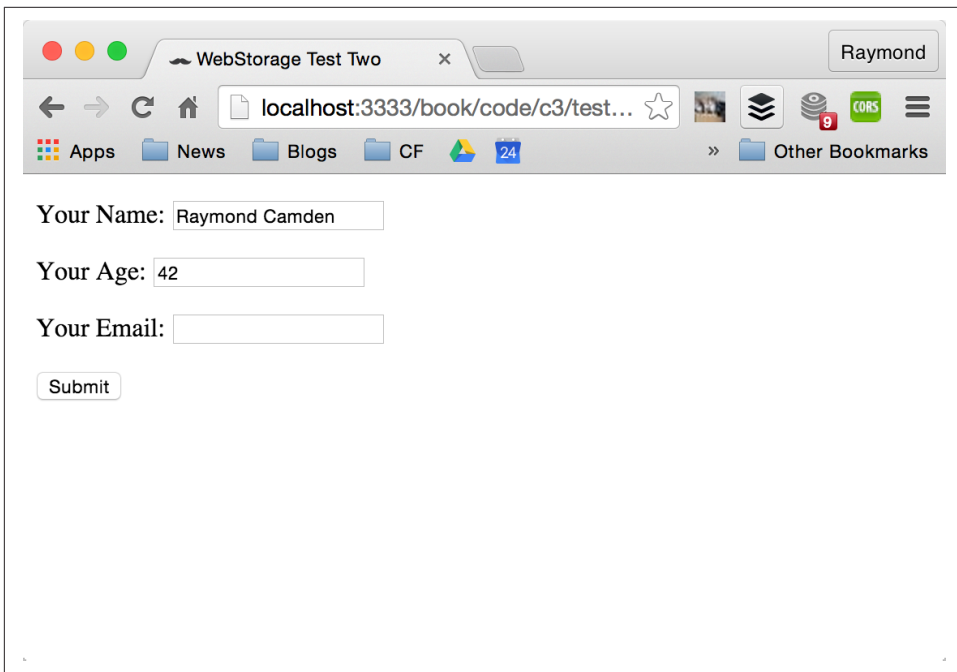 WebStorage Test Two
Raymond
localhost:3333/book/code/c3/test...
9
CORS
Apps News Blogs CF 24 » Other Bookmarks
Your Name: Raymond Camden
Your Age: 42
Your Email:
Submit